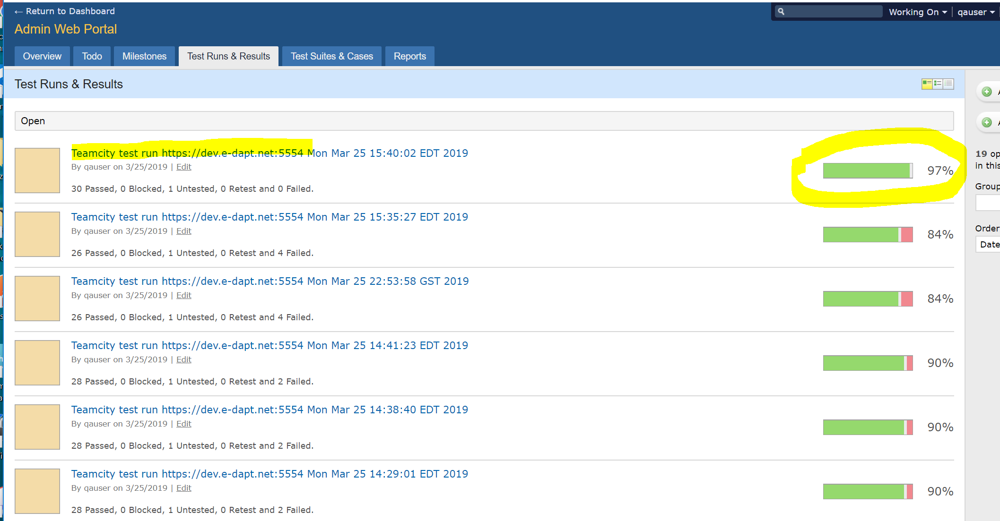 ← Return to Dashboard
Working On
qauser
Admin Web Portal
Overview
Todo
Milestones
Test Runs & Results
Test Suites & Cases
Reports
Test Runs & Results
Open
Teamcity test run https://dev.e-dapt.net:5554 Mon Mar 25 15:40:02 EDT 2019
By qauser on 3/25/2019 | Edit
97%
30 Passed, 0 Blocked, 1 Untested, 0 Retest and 0 Failed.
Teamcity test run https://dev.e-dapt.net:5554 Mon Mar 25 15:35:27 EDT 2019
By qauser on 3/25/2019 | Edit
84%
26 Passed, 0 Blocked, 1 Untested, 0 Retest and 4 Failed.
Teamcity test run https://dev.e-dapt.net:5554 Mon Mar 25 22:53:58 GST 2019
By qauser on 3/25/2019 | Edit
84%
26 Passed, 0 Blocked, 1 Untested, 0 Retest and 4 Failed.
Teamcity test run https://dev.e-dapt.net:5554 Mon Mar 25 14:41:23 EDT 2019
By qauser on 3/25/2019 | Edit
90%
28 Passed, 0 Blocked, 1 Untested, 0 Retest and 2 Failed.
Teamcity test run https://dev.e-dapt.net:5554 Mon Mar 25 14:38:40 EDT 2019
By qauser on 3/25/2019 | Edit
90%
28 Passed, 0 Blocked, 1 Untested, 0 Retest and 2 Failed.
Teamcity test run https://dev.e-dapt.net:5554 Mon Mar 25 14:29:01 EDT 2019
By qauser on 3/25/2019 | Edit
90%
28 Passed, 0 Blocked, 1 Untested, 0 Retest and 2 Failed.
19 op
in this
Group
Order
Date